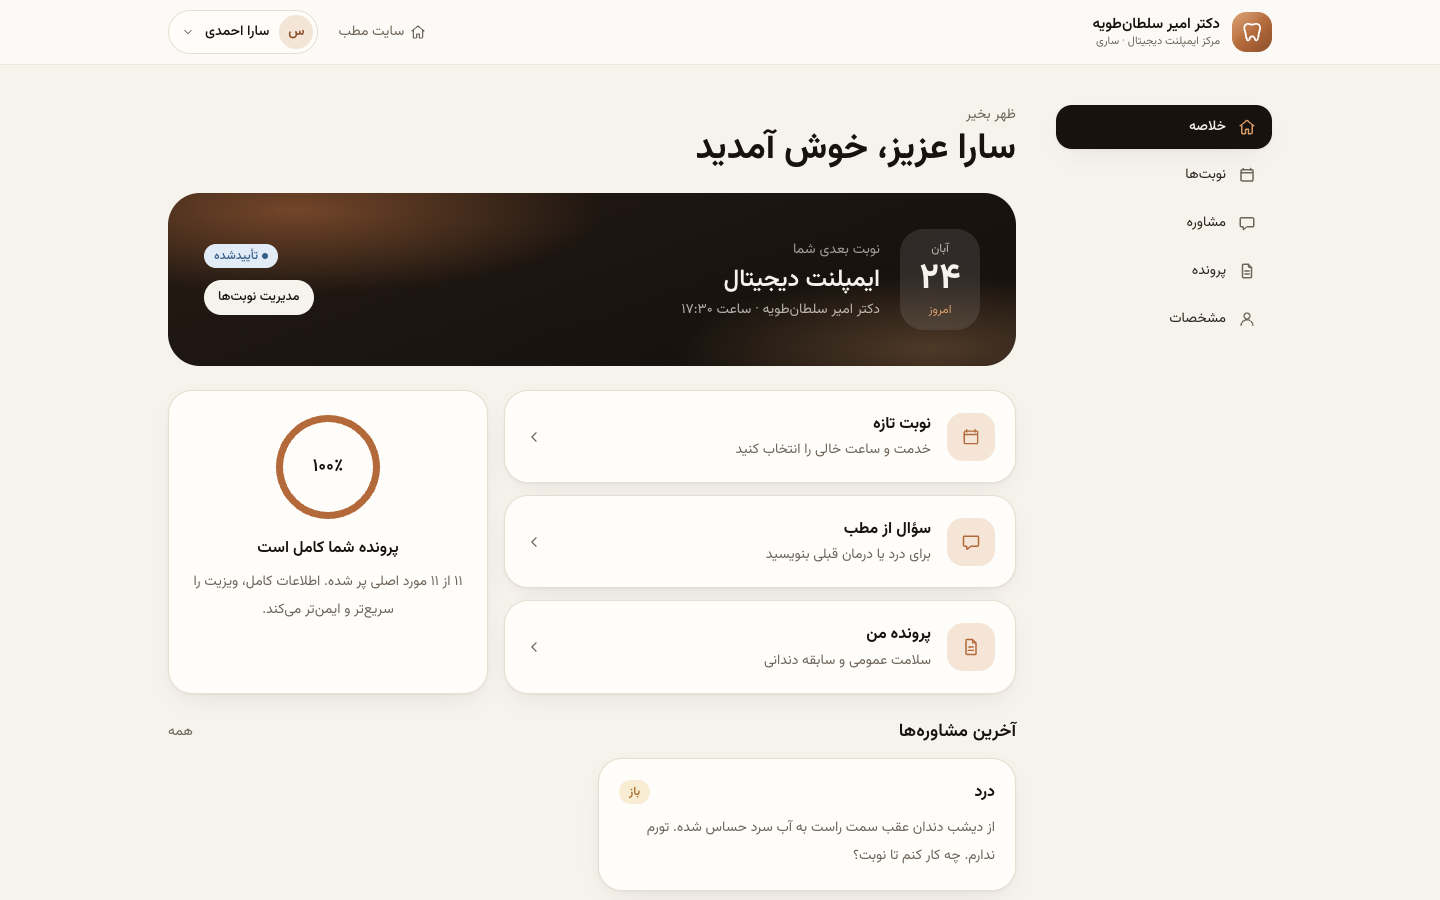 دکتر امیر سلطان‌طویه
مرکز ایمپلنت دیجیتال · ساری
سایت مطب
س
سارا احمدی
خلاصه
نوبت‌ها
مشاوره
پرونده
مشخصات
ظهر بخیر
سارا عزیز، خوش آمدید
آبان
۲۴
امروز
نوبت بعدی شما
ایمپلنت دیجیتال
دکتر امیر سلطان‌طویه · ساعت ۱۷:۳۰
تأییدشده
مدیریت نوبت‌ها
نوبت تازه
خدمت و ساعت خالی را انتخاب کنید
سؤال از مطب
برای درد یا درمان قبلی بنویسید
پرونده من
سلامت عمومی و سابقه دندانی
۱۰۰٪
پرونده شما کامل است
۱۱ از ۱۱ مورد اصلی پر شده. اطلاعات کامل، ویزیت را
سریع‌تر و ایمن‌تر می‌کند.
آخرین مشاوره‌ها
همه
درد
باز
از دیشب دندان عقب سمت راست به آب سرد حساس شده. تورم
ندارم. چه کار کنم تا نوبت؟